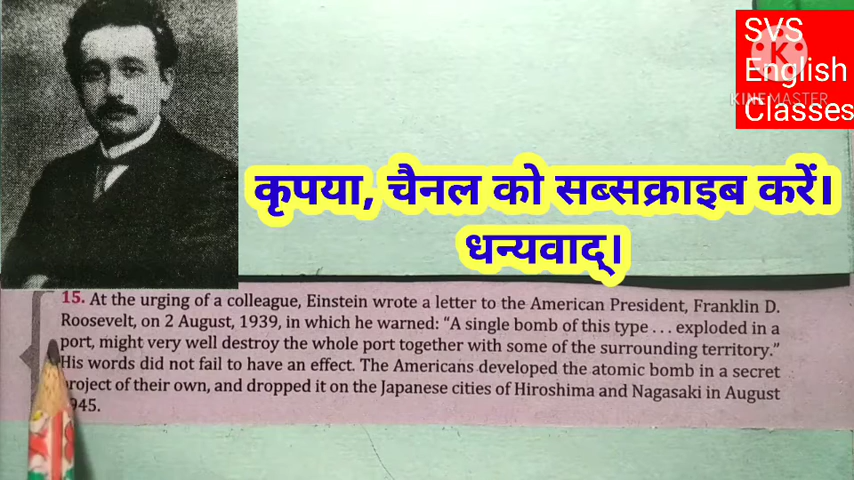 SVS
English
Classes
K
KINEMASTER
कृपया, चैनल को सब्सक्राइब करें।
धन्यवाद्।
15. At the urging of a colleague, Einstein wrote a letter to the American President, Franklin D.
Roosevelt, on 2 August, 1939, in which he warned: “A single bomb of this type . . . exploded in a
port, might very well destroy the whole port together with some of the surrounding territory.”
His words did not fail to have an effect. The Americans developed the atomic bomb in a secret
project of their own, and dropped it on the Japanese cities of Hiroshima and Nagasaki in August
945.